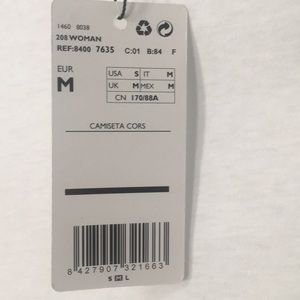 1460 8038
208 WOMAN
REF:8400 7635 C:01 B:84 F
EUR
M
USA S IT M
UK M MEX M
CN 170/88A
CAMISETA CORS
8 427907 321663
S M L